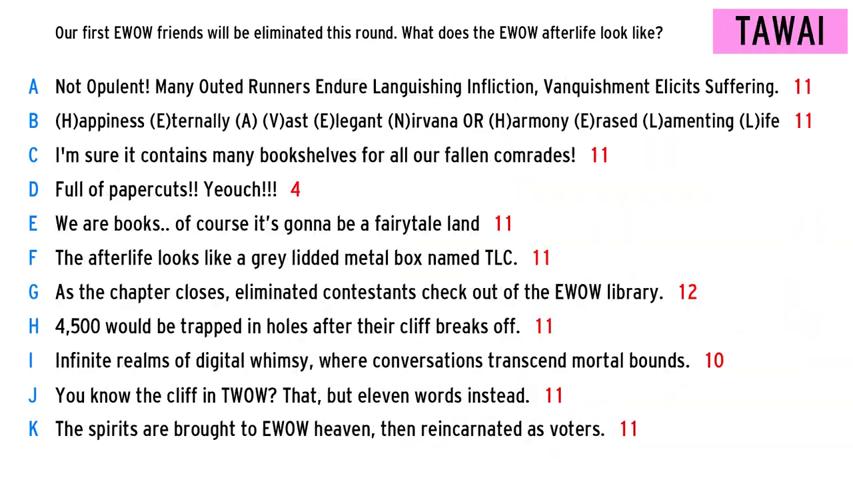 Our first EWOW friends will be eliminated this round. What does the EWOW afterlife look like?
TAWAI
A Not Opulent! Many Outed Runners Endure Languishing Infliction, Vanquishment Elicits Suffering. 11
B (H)appiness (E)ternally (A) (V)ast (E)legant (N)irvana OR (H)armony (E)rased (L)amenting (L)ife 11
C I'm sure it contains many bookshelves for all our fallen comrades! 11
D Full of papercuts!! Yeouch!!! 4
E We are books.. of course it’s gonna be a fairytale land 11
F The afterlife looks like a grey lidded metal box named TLC. 11
G As the chapter closes, eliminated contestants check out of the EWOW library. 12
H 4,500 would be trapped in holes after their cliff breaks off. 11
I Infinite realms of digital whimsy, where conversations transcend mortal bounds. 10
J You know the cliff in TWOW? That, but eleven words instead. 11
K The spirits are brought to EWOW heaven, then reincarnated as voters. 11